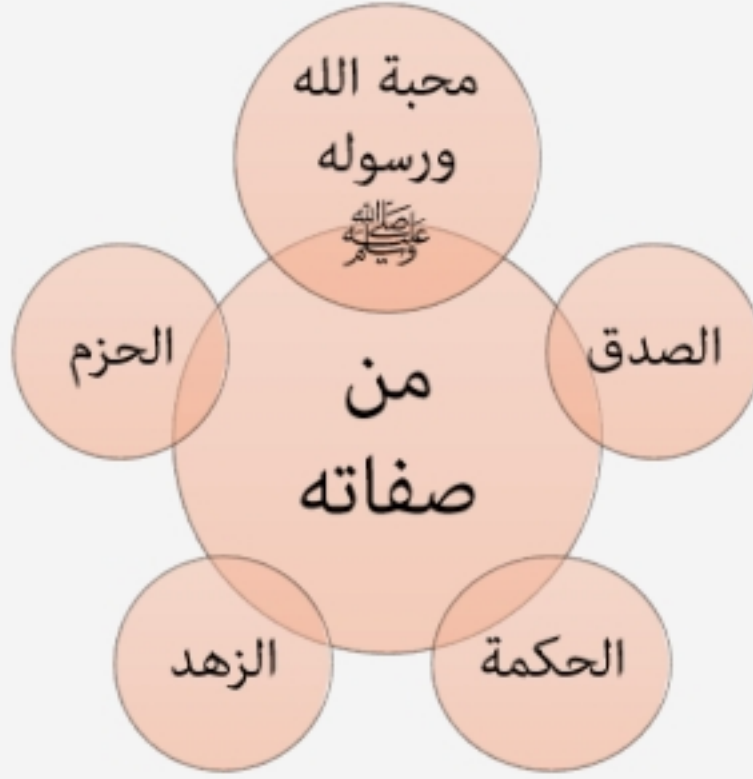 محبة الله
ورسوله
ﷺ
الصدق
الحزم
من
صفاته
الحكمة
الزهد